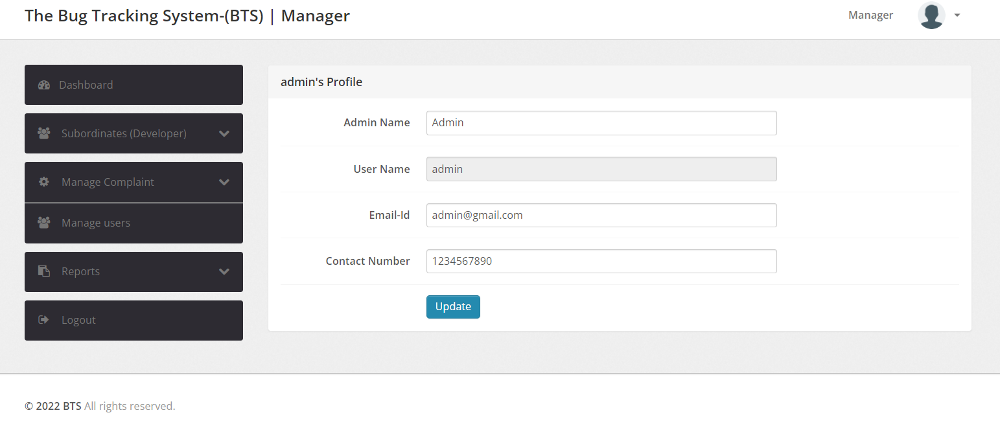 The Bug Tracking System-(BTS) | Manager
Manager
Dashboard
Subordinates (Developer)
Manage Complaint
Manage users
Reports
Logout
admin's Profile
Admin Name Admin
User Name admin
Email-Id admin@gmail.com
Contact Number 1234567890
Update
© 2022 BTS All rights reserved.